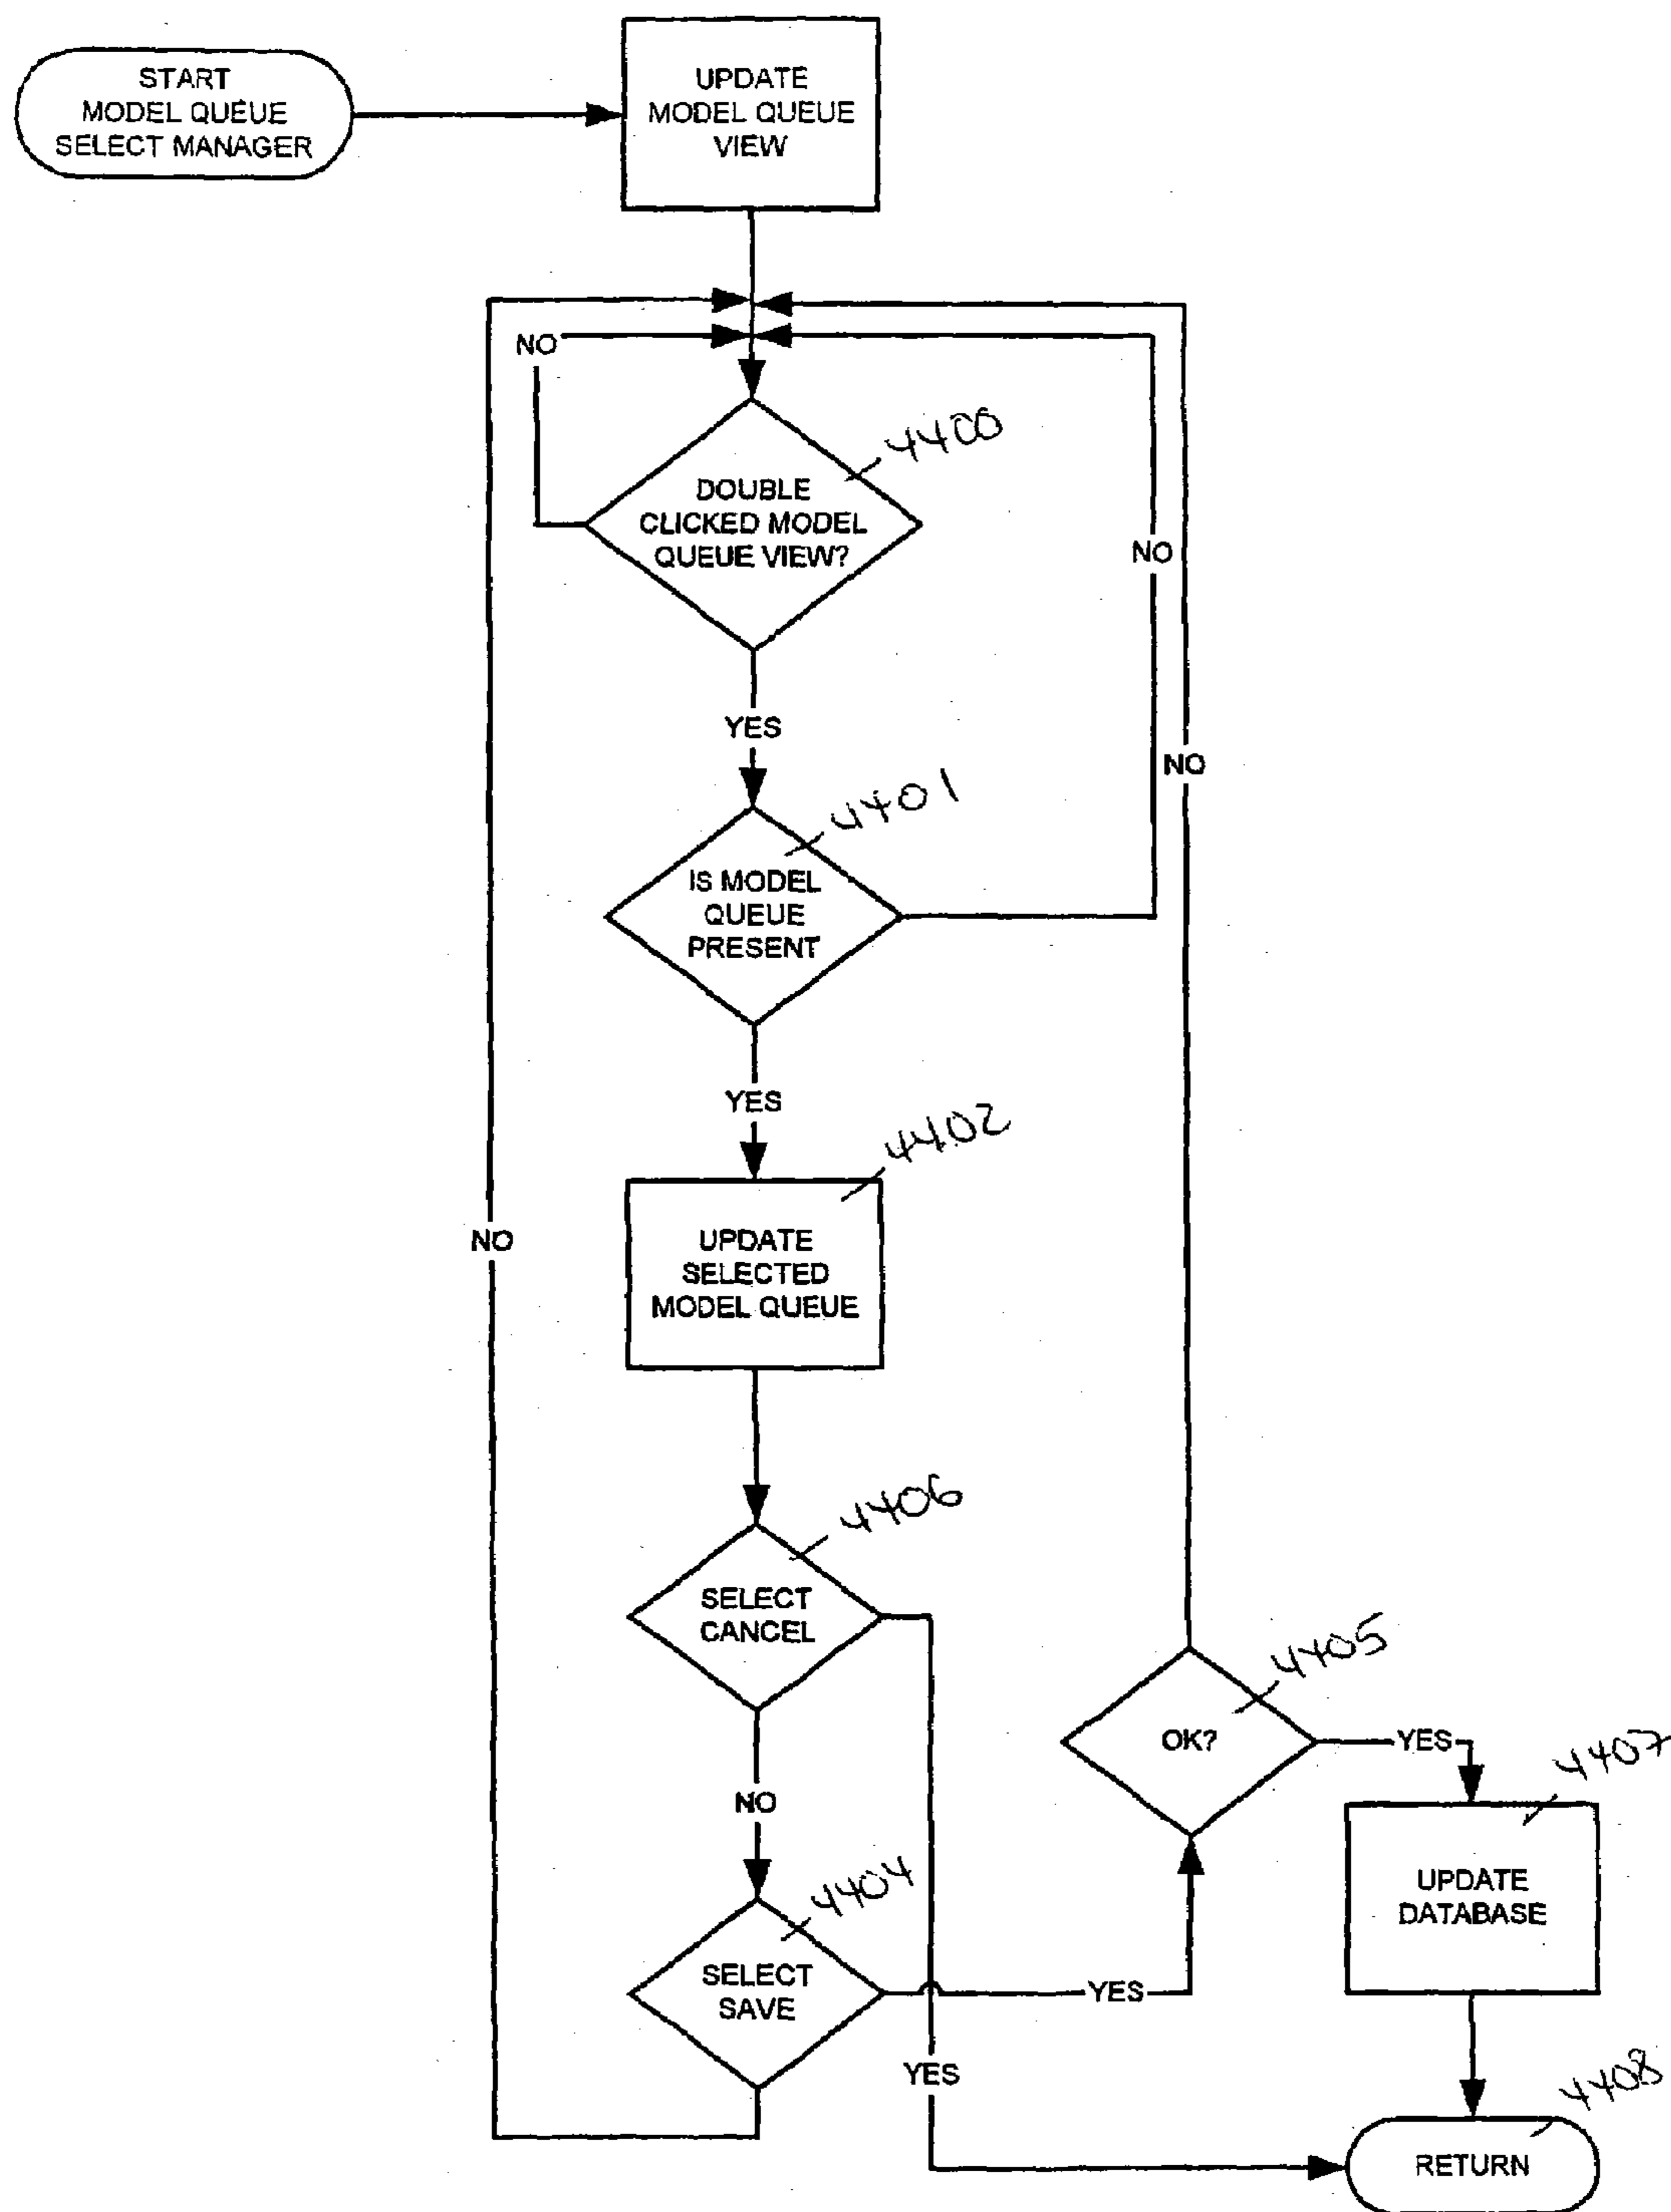 START
MODEL QUEUE
SELECT MANAGER
UPDATE
MODEL QUEUE
VIEW
NO
4400
DOUBLE
CLICKED MODEL
QUEUE VIEW?
NO
YES
NO
4401
IS MODEL
QUEUE
PRESENT
YES
4402
NO
UPDATE
SELECTED
MODEL QUEUE
4406
SELECT
CANCEL
4405
OK?
YES
4407
NO
4404
UPDATE
DATABASE
SELECT
SAVE
YES
YES
4408
RETURN